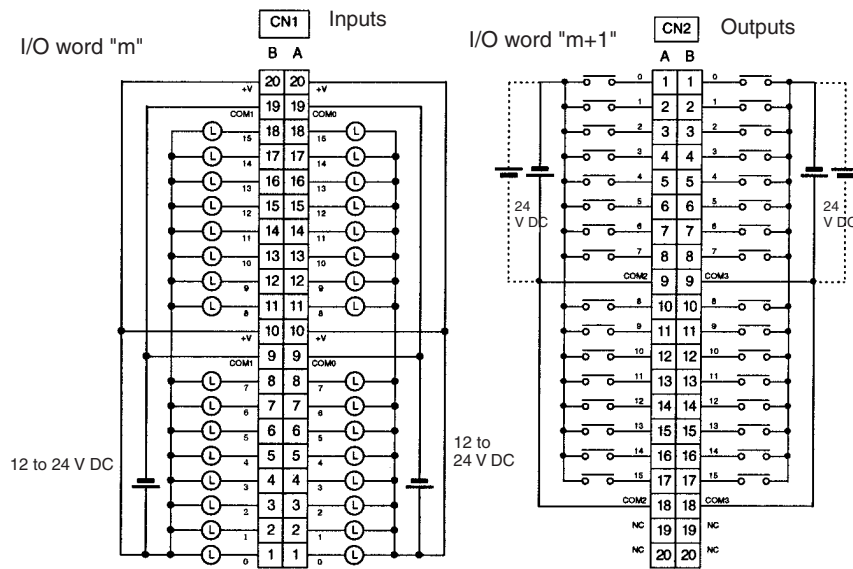 I/O word "m"
CN1 Inputs
B A
+V 20 20 +V
COM1 19 19 COM0
L 15 18 18 15 L
L 14 17 17 14 L
L 13 16 16 13 L
L 12 15 15 12 L
L 11 14 14 11 L
L 10 13 13 10 L
L 9 12 12 9 L
L 8 11 11 8 L
+V 10 10 +V
COM1 9 9 COM0
L 7 8 8 7 L
L 6 7 7 6 L
L 5 6 6 5 L
L 4 5 5 4 L
L 3 4 4 3 L
L 2 3 3 2 L
L 1 2 2 1 L
L 0 1 1 0 L
12 to 24 V DC
12 to
24 V DC
I/O word "m+1"
CN2 Outputs
A B
0 1 1 0
1 2 2 1
2 3 3 2
3 4 4 3
4 5 5 4
5 6 6 5
6 7 7 6
7 8 8 7
COM2 9 9 COM3
8 10 10 8
9 11 11 9
10 12 12 10
11 13 13 11
12 14 14 12
13 15 15 13
14 16 16 14
15 17 17 15
COM2 18 18 COM3
NC 19 19 NC
NC 20 20 NC
24
V DC
24
V DC